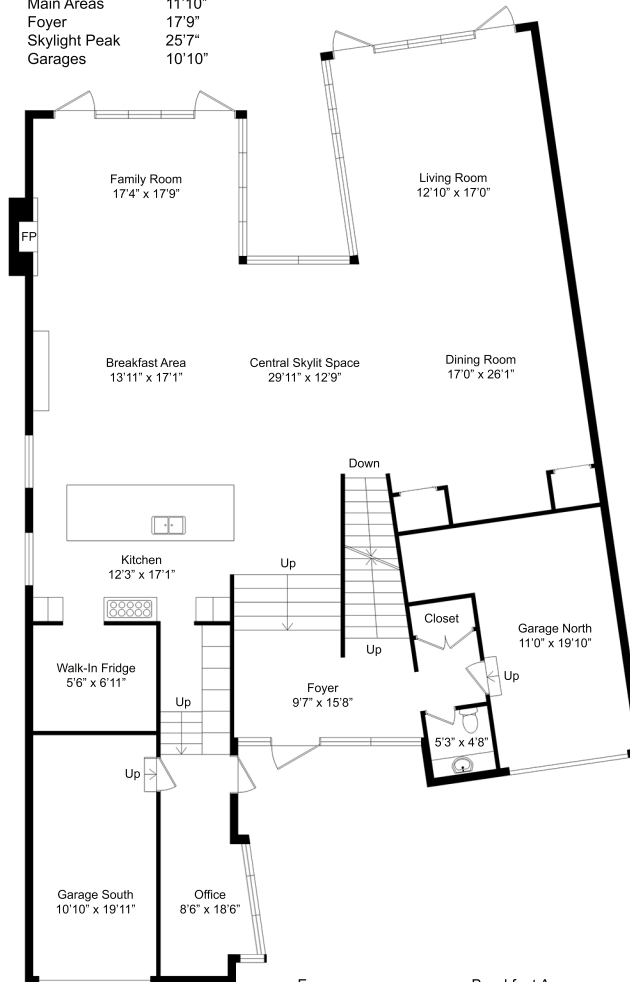 Main Areas 11'10"
Foyer 17'9"
Skylight Peak 25'7"
Garages 10'10"
Family Room
17'4" x 17'9"
Living Room
12'10" x 17'0"
FP
Breakfast Area
13'11" x 17'1"
Central Skylit Space
29'11" x 12'9"
Dining Room
17'0" x 26'1"
Down
Kitchen
12'3" x 17'1"
Up
Closet
Garage North
11'0" x 19'10"
Up
Walk-In Fridge
5'6" x 6'11"
Up
Foyer
9'7" x 15'8"
Up
5'3" x 4'8"
Up
Garage South
10'10" x 19'11"
Office
8'6" x 18'6"